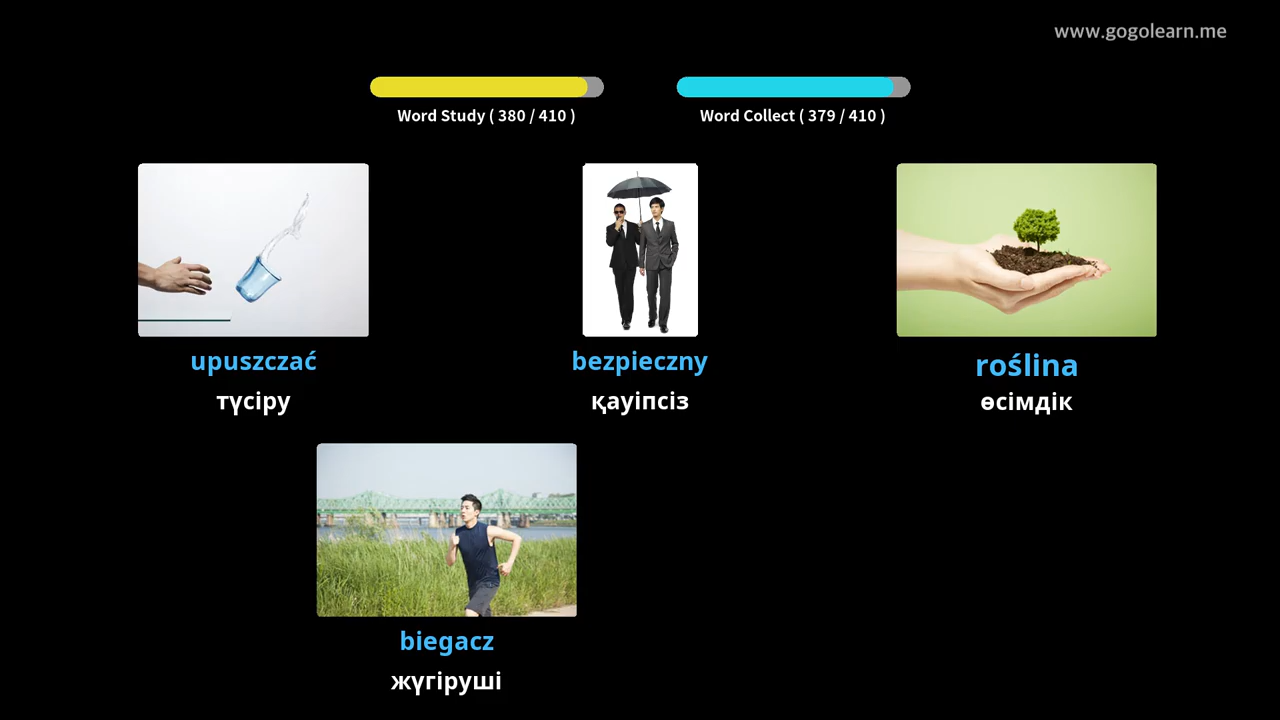 www.gogolearn.me
Word Study ( 380 / 410 )
Word Collect ( 379 / 410 )
upuszczać
түсіру
bezpieczny
қауіпсіз
roślina
өсімдік
biegacz
жүгіруші